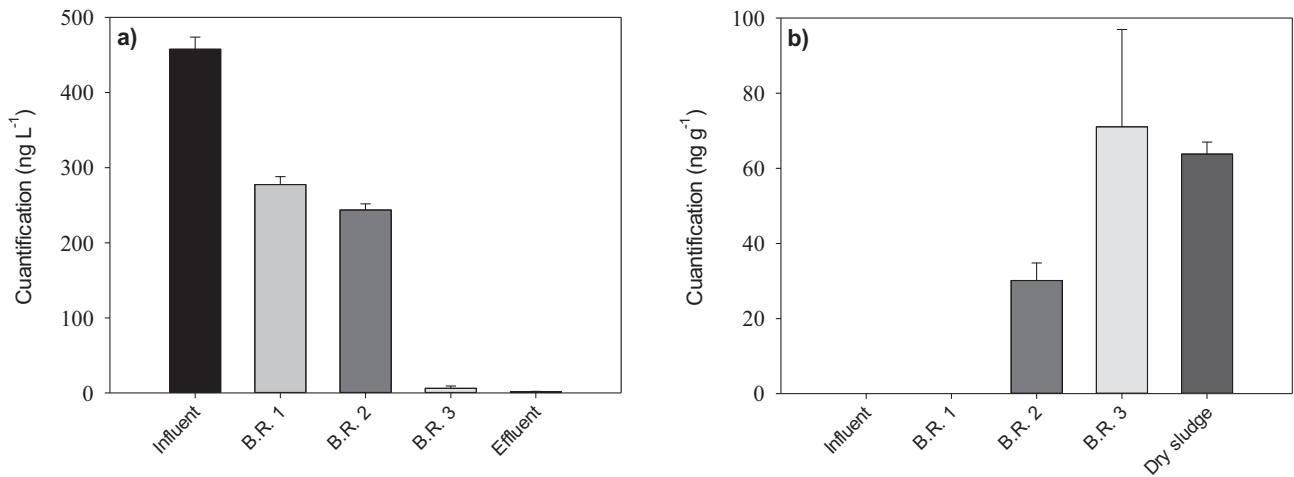 a)
Cuantification (ng L⁻¹)
500
400
300
200
100
0
Influent
B.R. 1
B.R. 2
B.R. 3
Effluent
b)
Cuantification (ng g⁻¹)
100
80
60
40
20
0
Influent
B.R. 1
B.R. 2
B.R. 3
Dry sludge